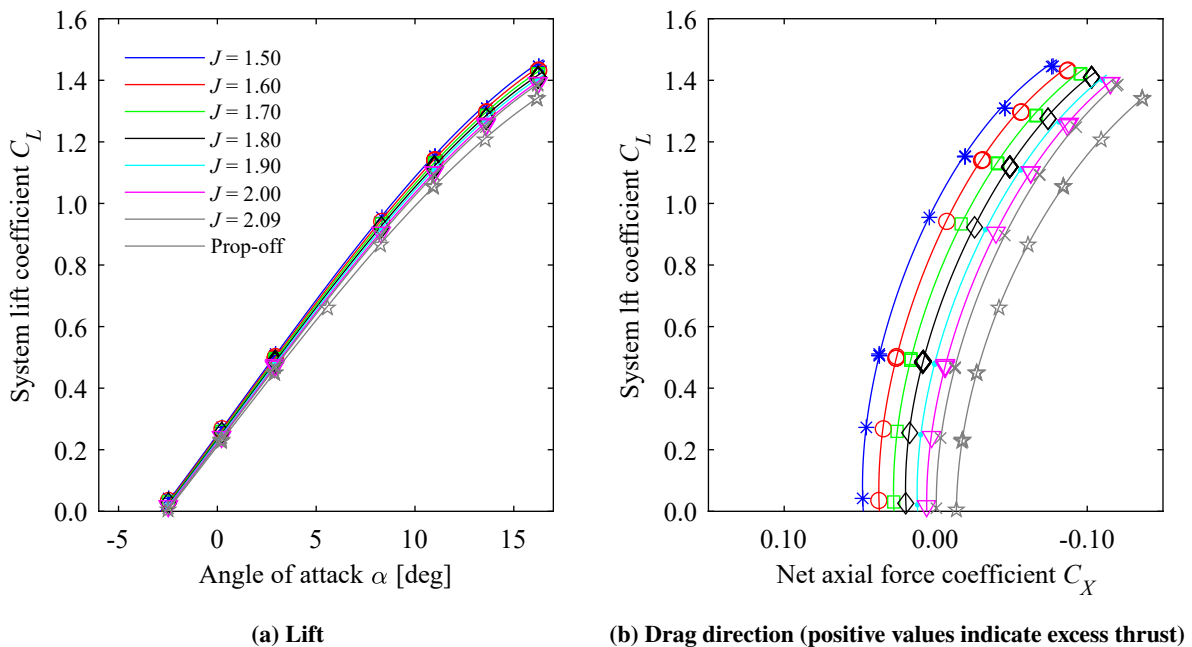 1.6
1.4
1.2
1.0
0.8
0.6
0.4
0.2
0.0
System lift coefficient C_L
J = 1.50
J = 1.60
J = 1.70
J = 1.80
J = 1.90
J = 2.00
J = 2.09
Prop-off
-5 0 5 10 15
Angle of attack α [deg]
(a) Lift
1.6
1.4
1.2
1.0
0.8
0.6
0.4
0.2
0.0
System lft coefficient C_L
0.10 0.00 -0.10
Net axial force coefficient C_X
(b) Drag direction (positive values indicate excess thrust)